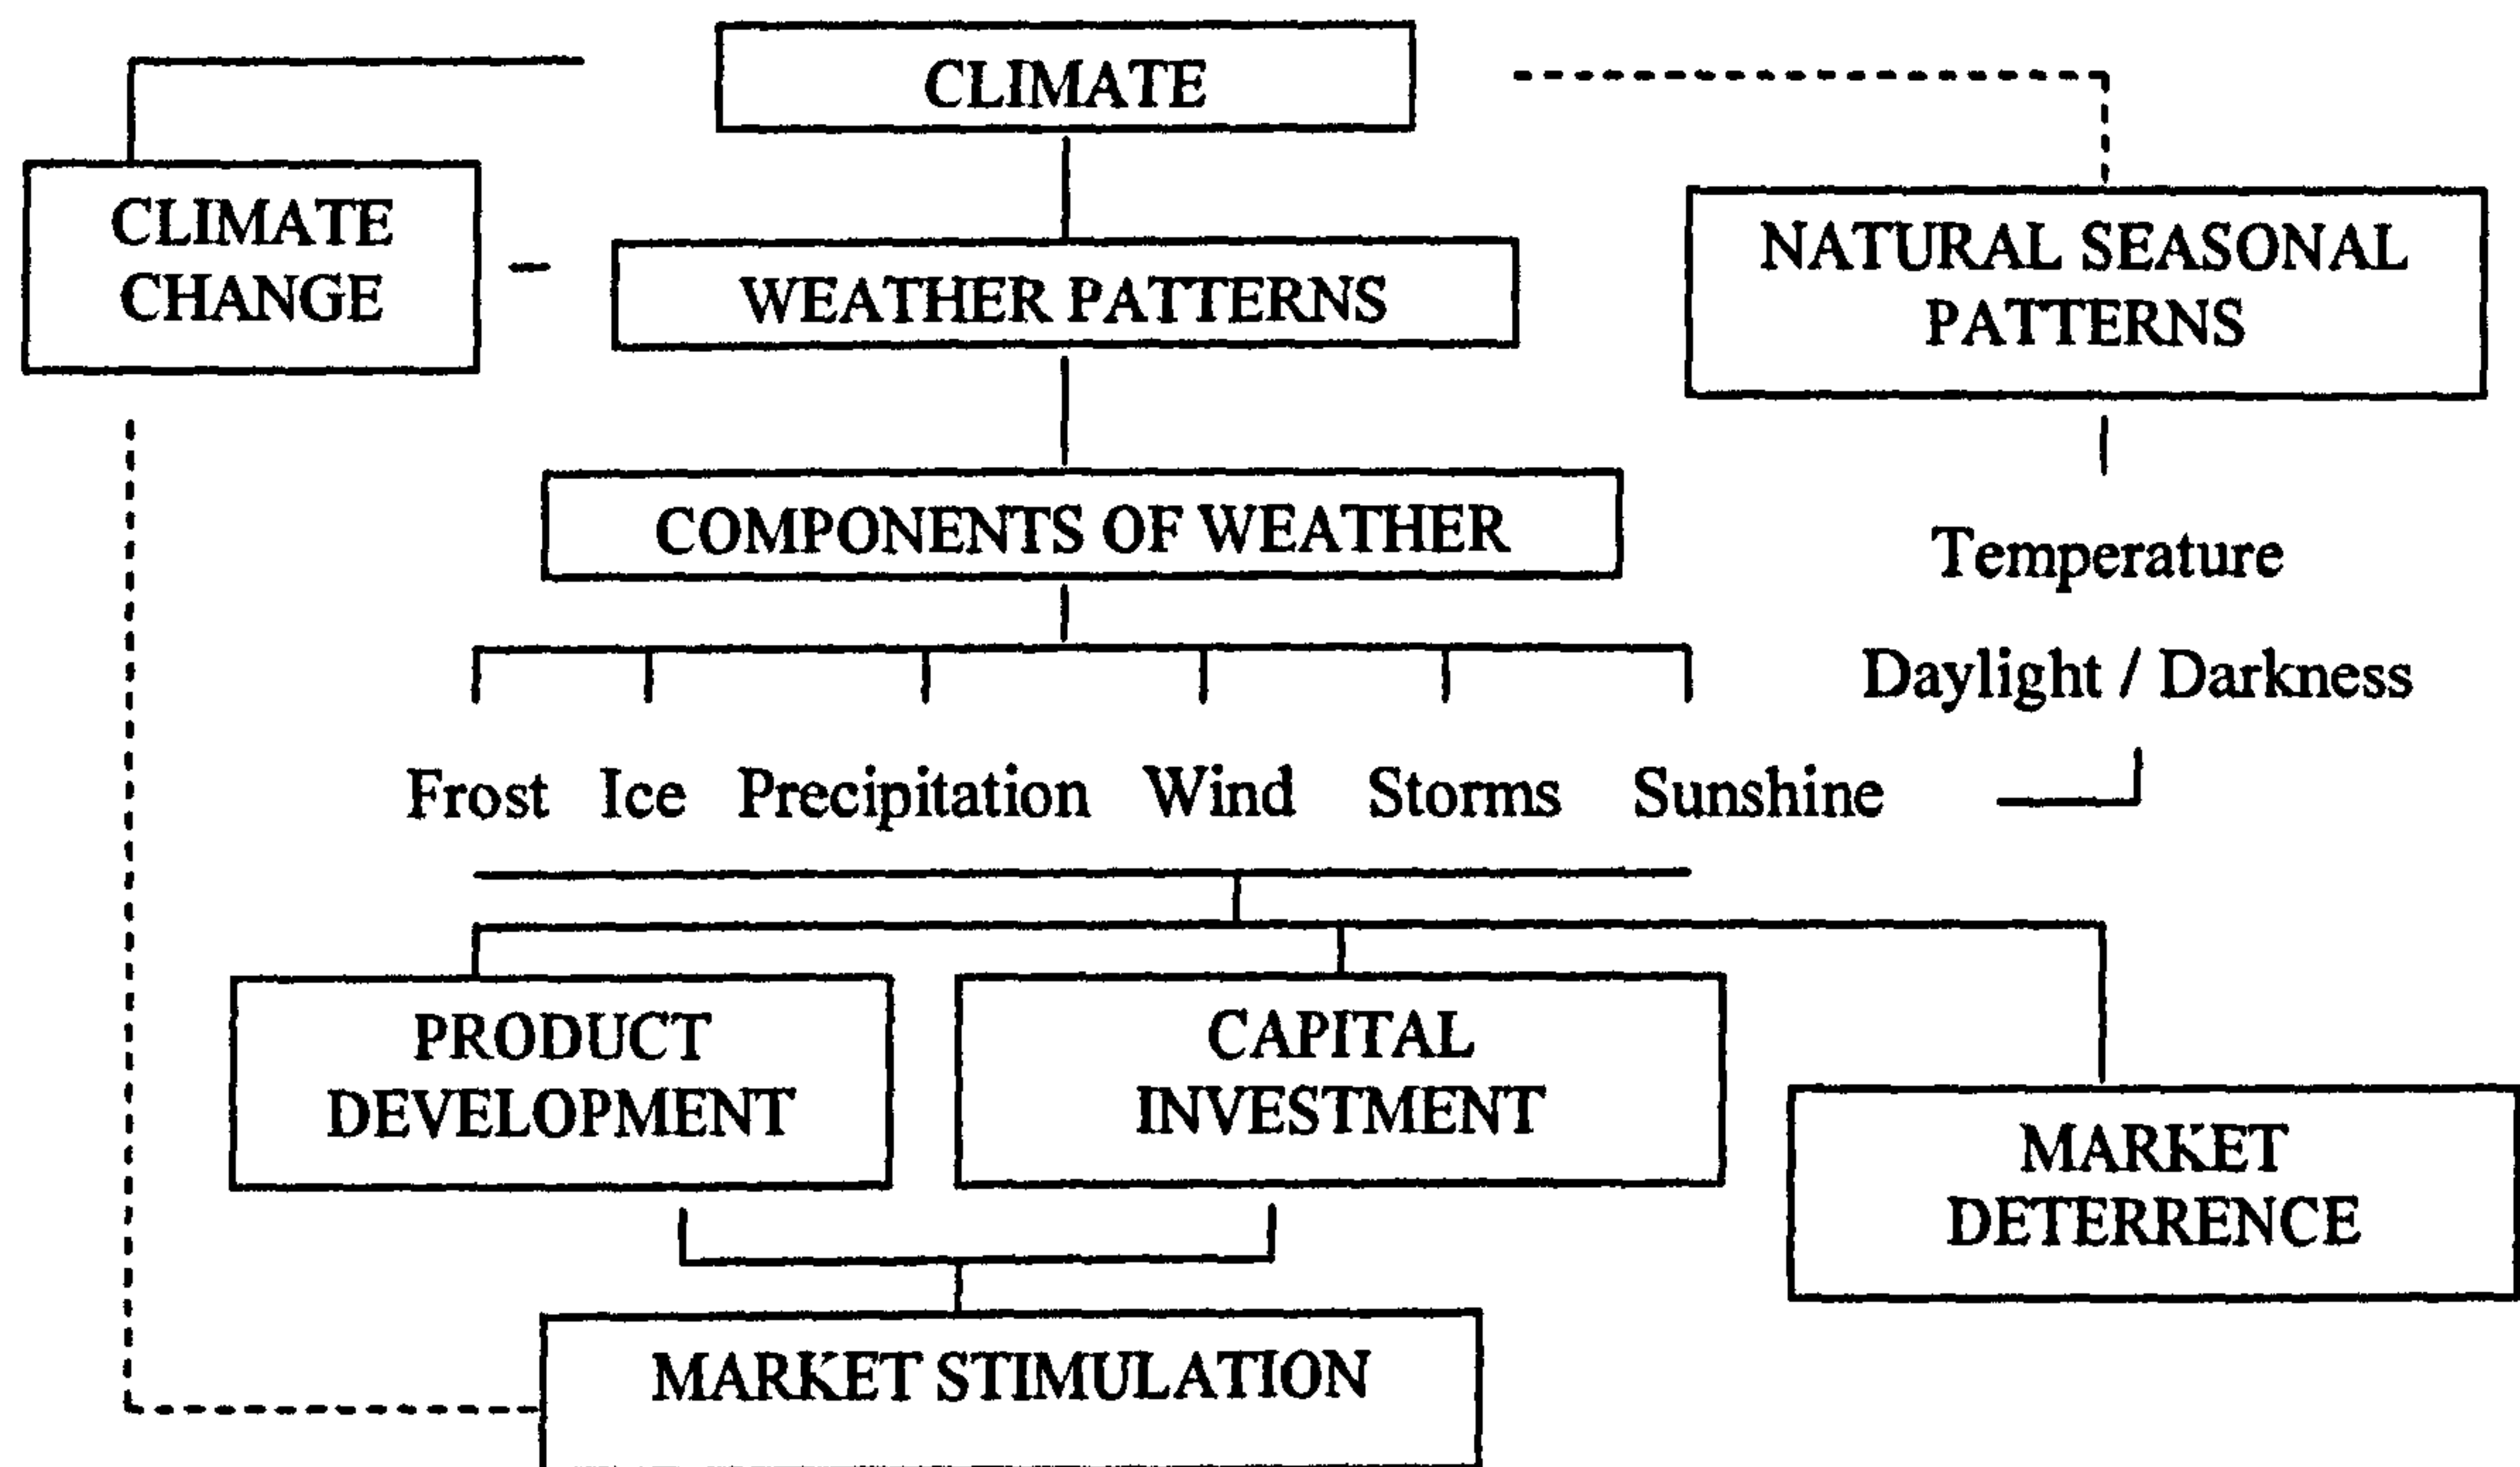 CLIMATE
CLIMATE
CHANGE
WEATHER PATTERNS
NATURAL SEASONAL
PATTERNS
COMPONENTS OF WEATHER
Temperature
Daylight / Darkness
Frost Ice Precipitation Wind Storms Sunshine
PRODUCT
DEVELOPMENT
CAPITAL
INVESTMENT
MARKET
DETERRENCE
MARKET STIMULATION